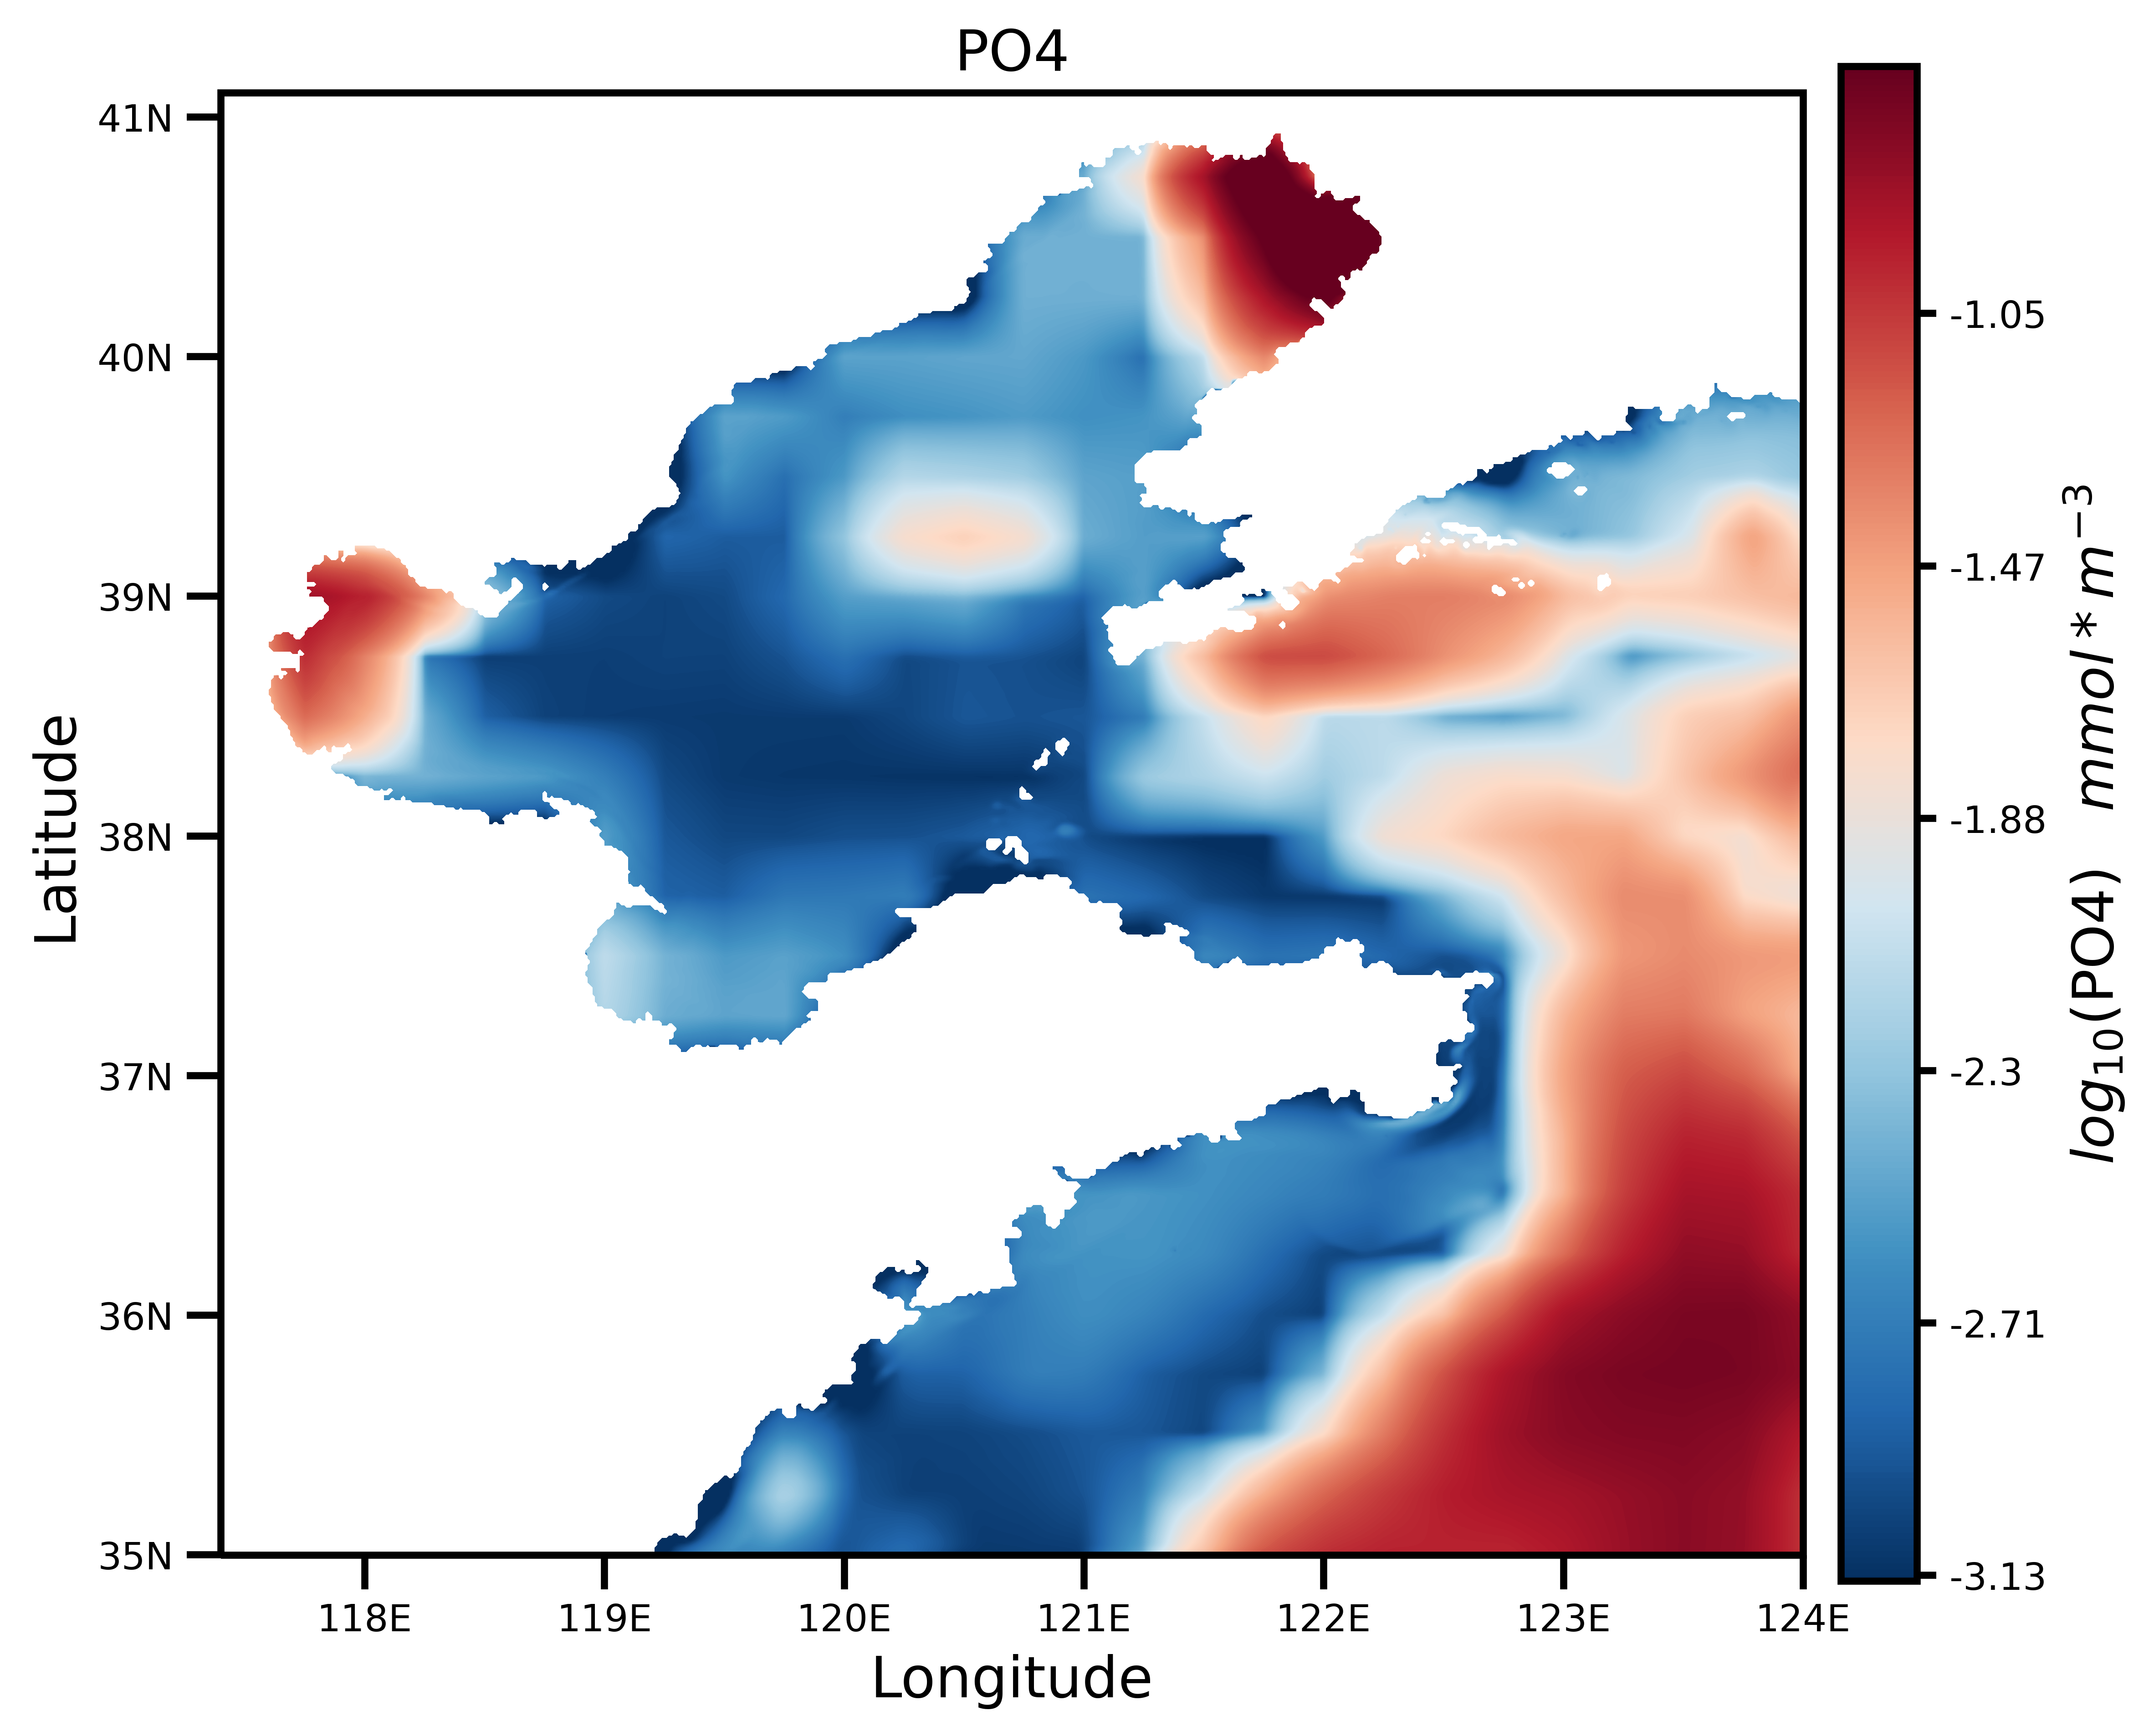 PO4
41N
40N
39N
38N
37N
36N
35N
Latitude
118E 119E 120E 121E 122E 123E 124E
Longitude
-1.05
-1.47
-1.88
-2.3
-2.71
-3.13
log₁₀(PO4) mmol * m⁻³